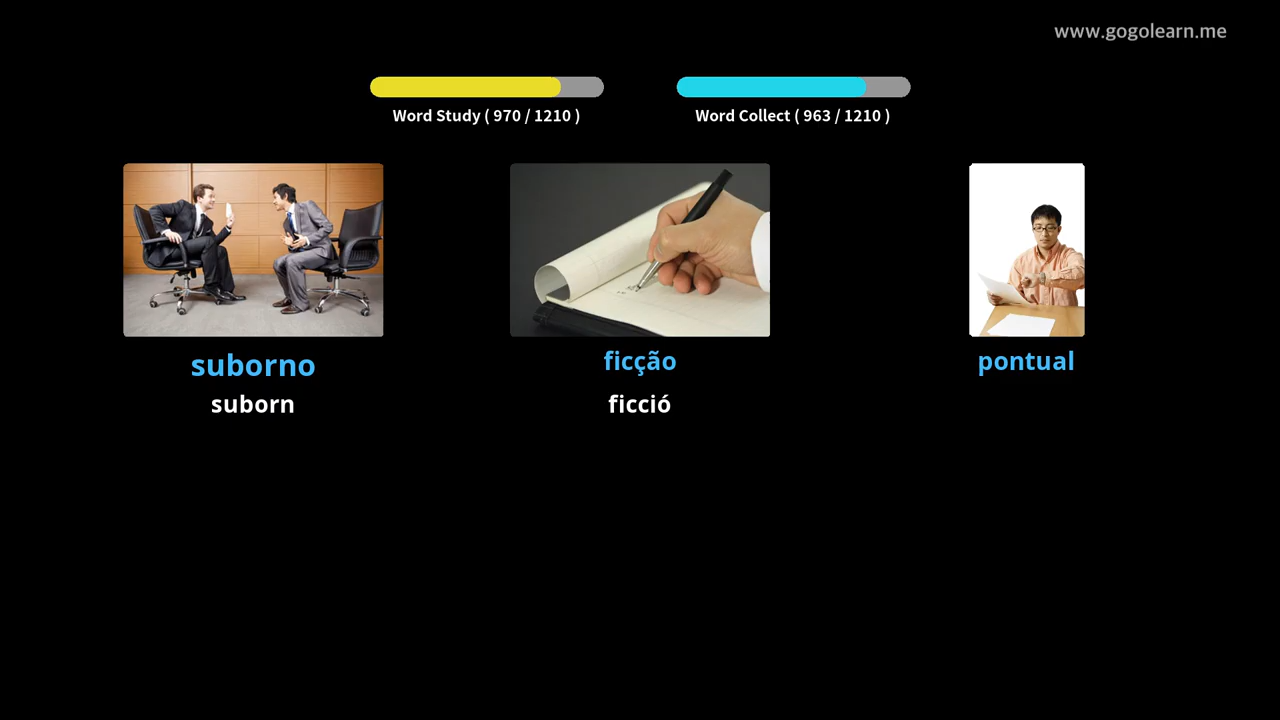 www.gogolearn.me
Word Study ( 970 / 1210 )
Word Collect ( 963 / 1210 )
suborno
suborn
ficção
ficció
pontual